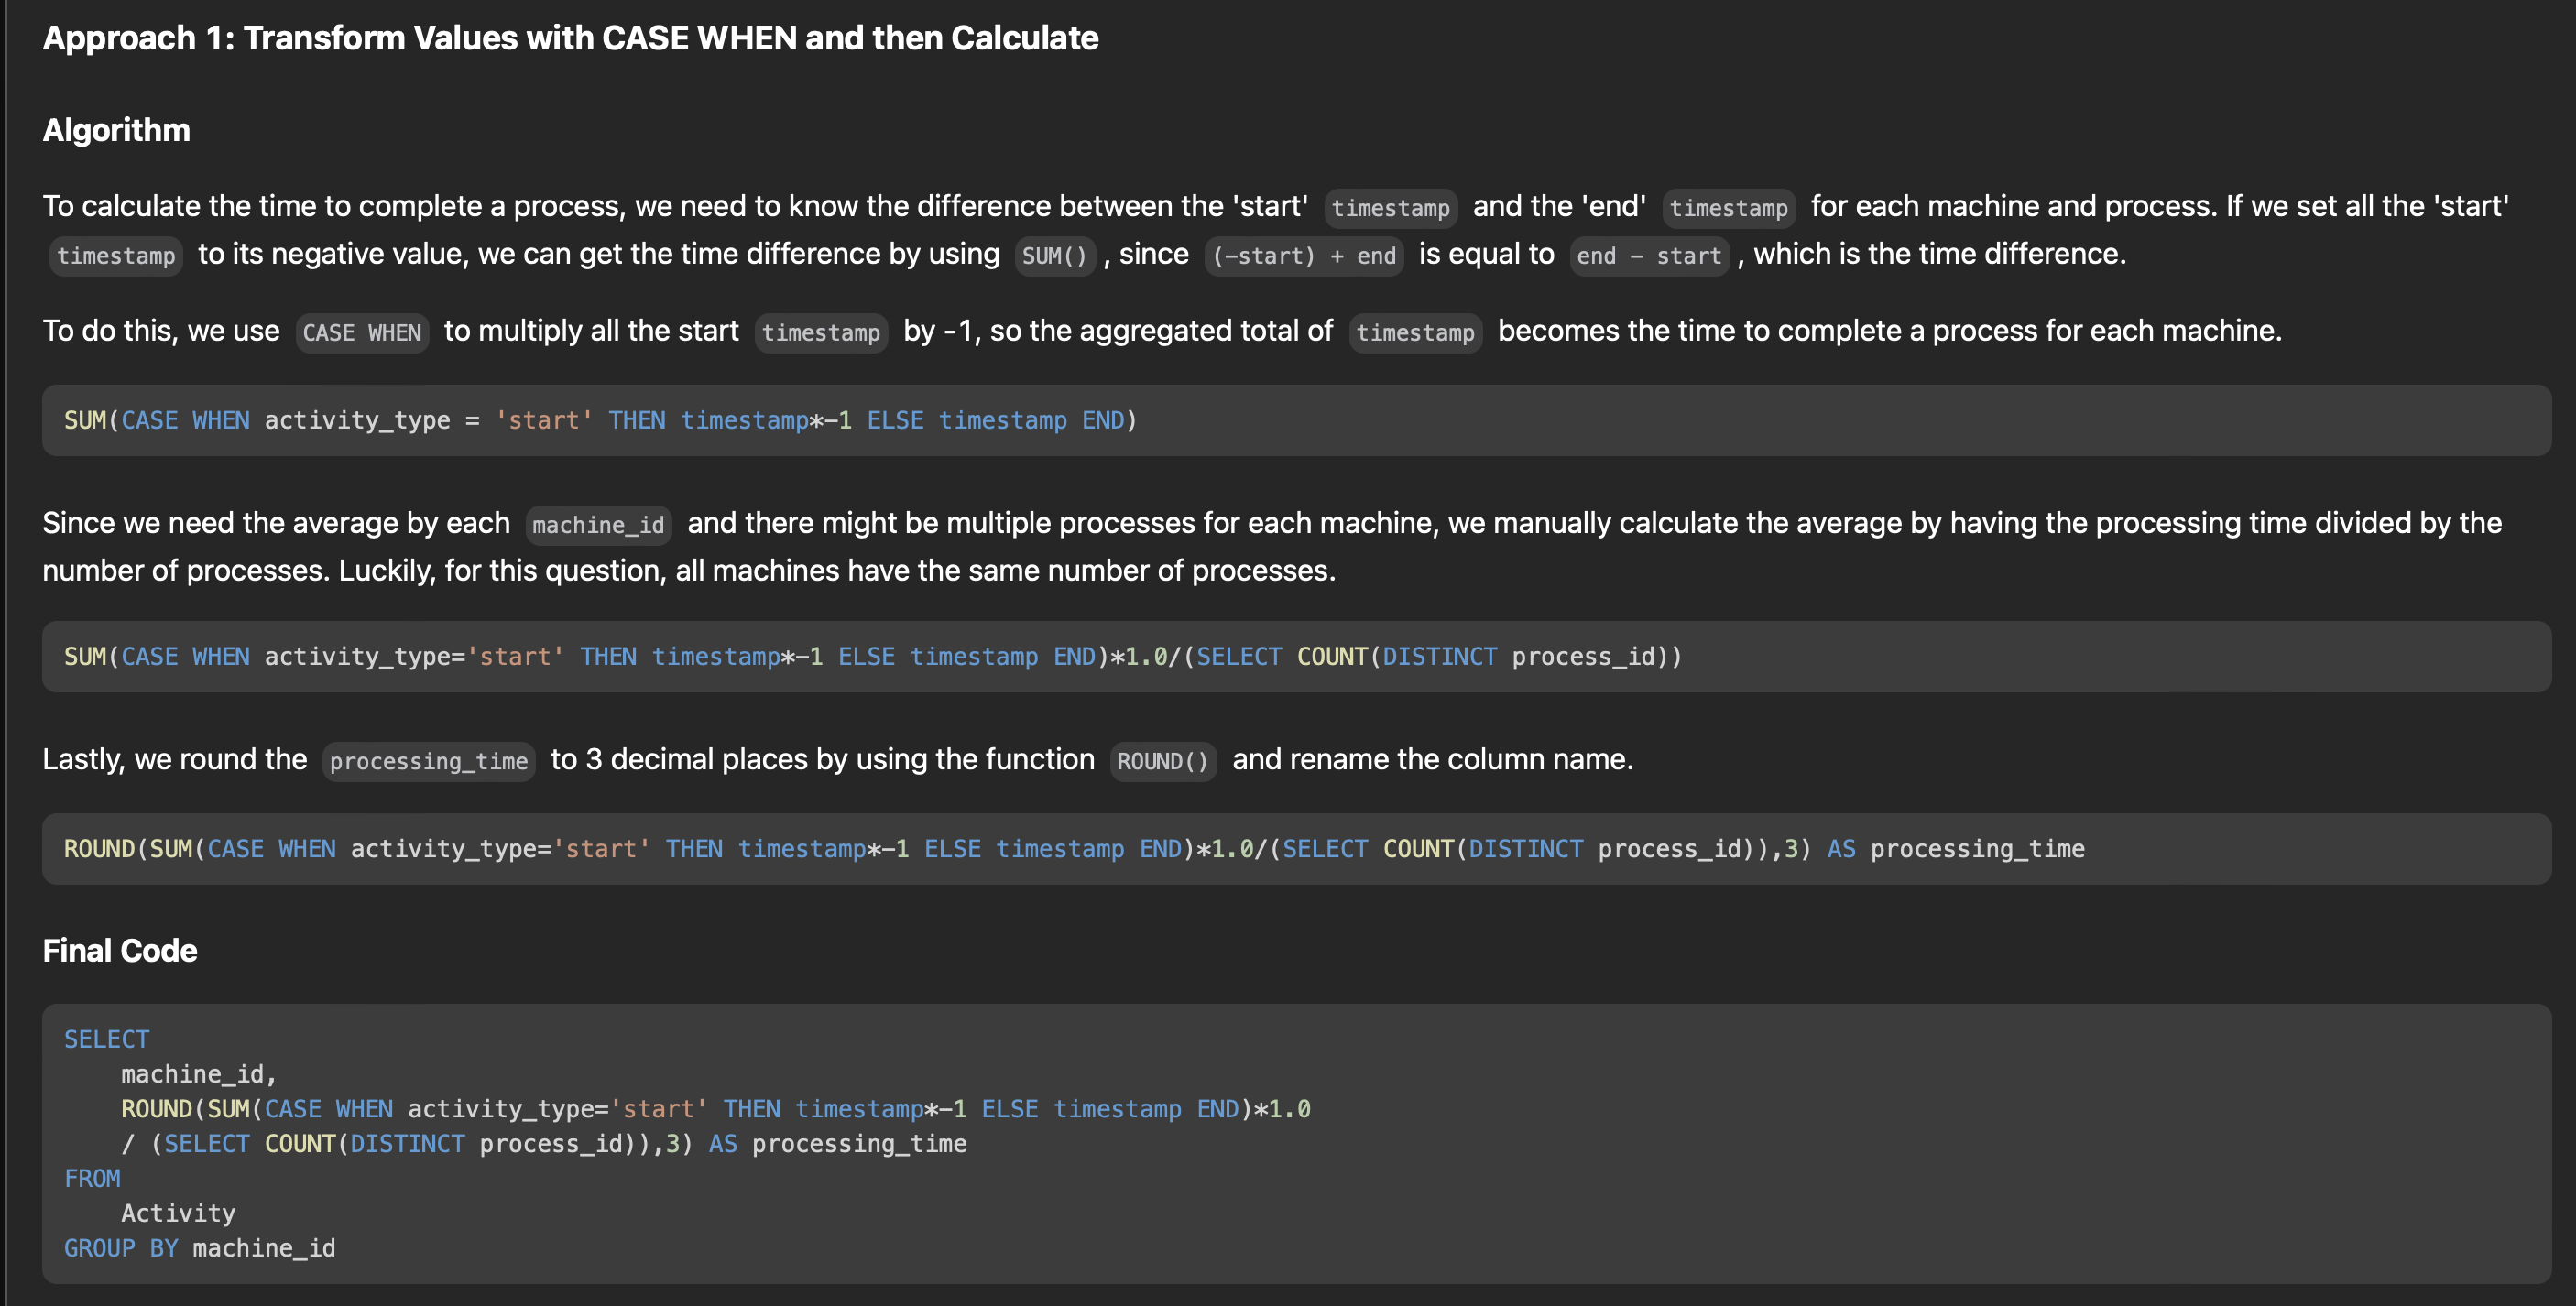 Approach 1: Transform Values with CASE WHEN and then Calculate
Algorithm
To calculate the time to complete a process, we need to know the difference between the 'start' timestamp and the 'end' timestamp for each machine and process. If we set all the 'start'
timestamp to its negative value, we can get the time difference by using SUM() , since (-start) + end is equal to end - start , which is the time difference.
To do this, we use CASE WHEN to multiply all the start timestamp by -1, so the aggregated total of timestamp becomes the time to complete a process for each machine.
SUM(CASE WHEN activity_type = 'start' THEN timestamp*-1 ELSE timestamp END)
Since we need the average by each machine_id and there might be multiple processes for each machine, we manually calculate the average by having the processing time divided by the
number of processes. Luckily, for this question, all machines have the same number of processes.
SUM(CASE WHEN activity_type='start' THEN timestamp*-1 ELSE timestamp END)*1.0/(SELECT COUNT(DISTINCT process_id))
Lastly, we round the processing_time to 3 decimal places by using the function ROUND() and rename the column name.
ROUND(SUM(CASE WHEN activity_type='start' THEN timestamp*-1 ELSE timestamp END)*1.0/(SELECT COUNT(DISTINCT process_id)),3) AS processing_time
Final Code
SELECT
    machine_id,
    ROUND(SUM(CASE WHEN activity_type='start' THEN timestamp*-1 ELSE timestamp END)*1.0
    / (SELECT COUNT(DISTINCT process_id)),3) AS processing_time
FROM
    Activity
GROUP BY machine_id